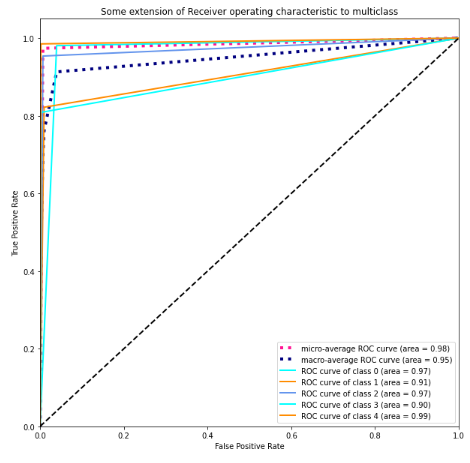 Some extension of Receiver operating characteristic to multiclass
1.0
0.8
0.6
0.4
0.2
0.0
True Positive Rate
micro-average ROC curve (area = 0.98)
macro-average ROC curve (area = 0.95)
ROC curve of class 0 (area = 0.97)
ROC curve of class 1 (area = 0.91)
ROC curve of class 2 (area = 0.97)
ROC curve of class 3 (area = 0.90)
ROC curve of class 4 (area = 0.99)
0.0 0.2 0.4 0.6 0.8 1.0
False Positive Rate